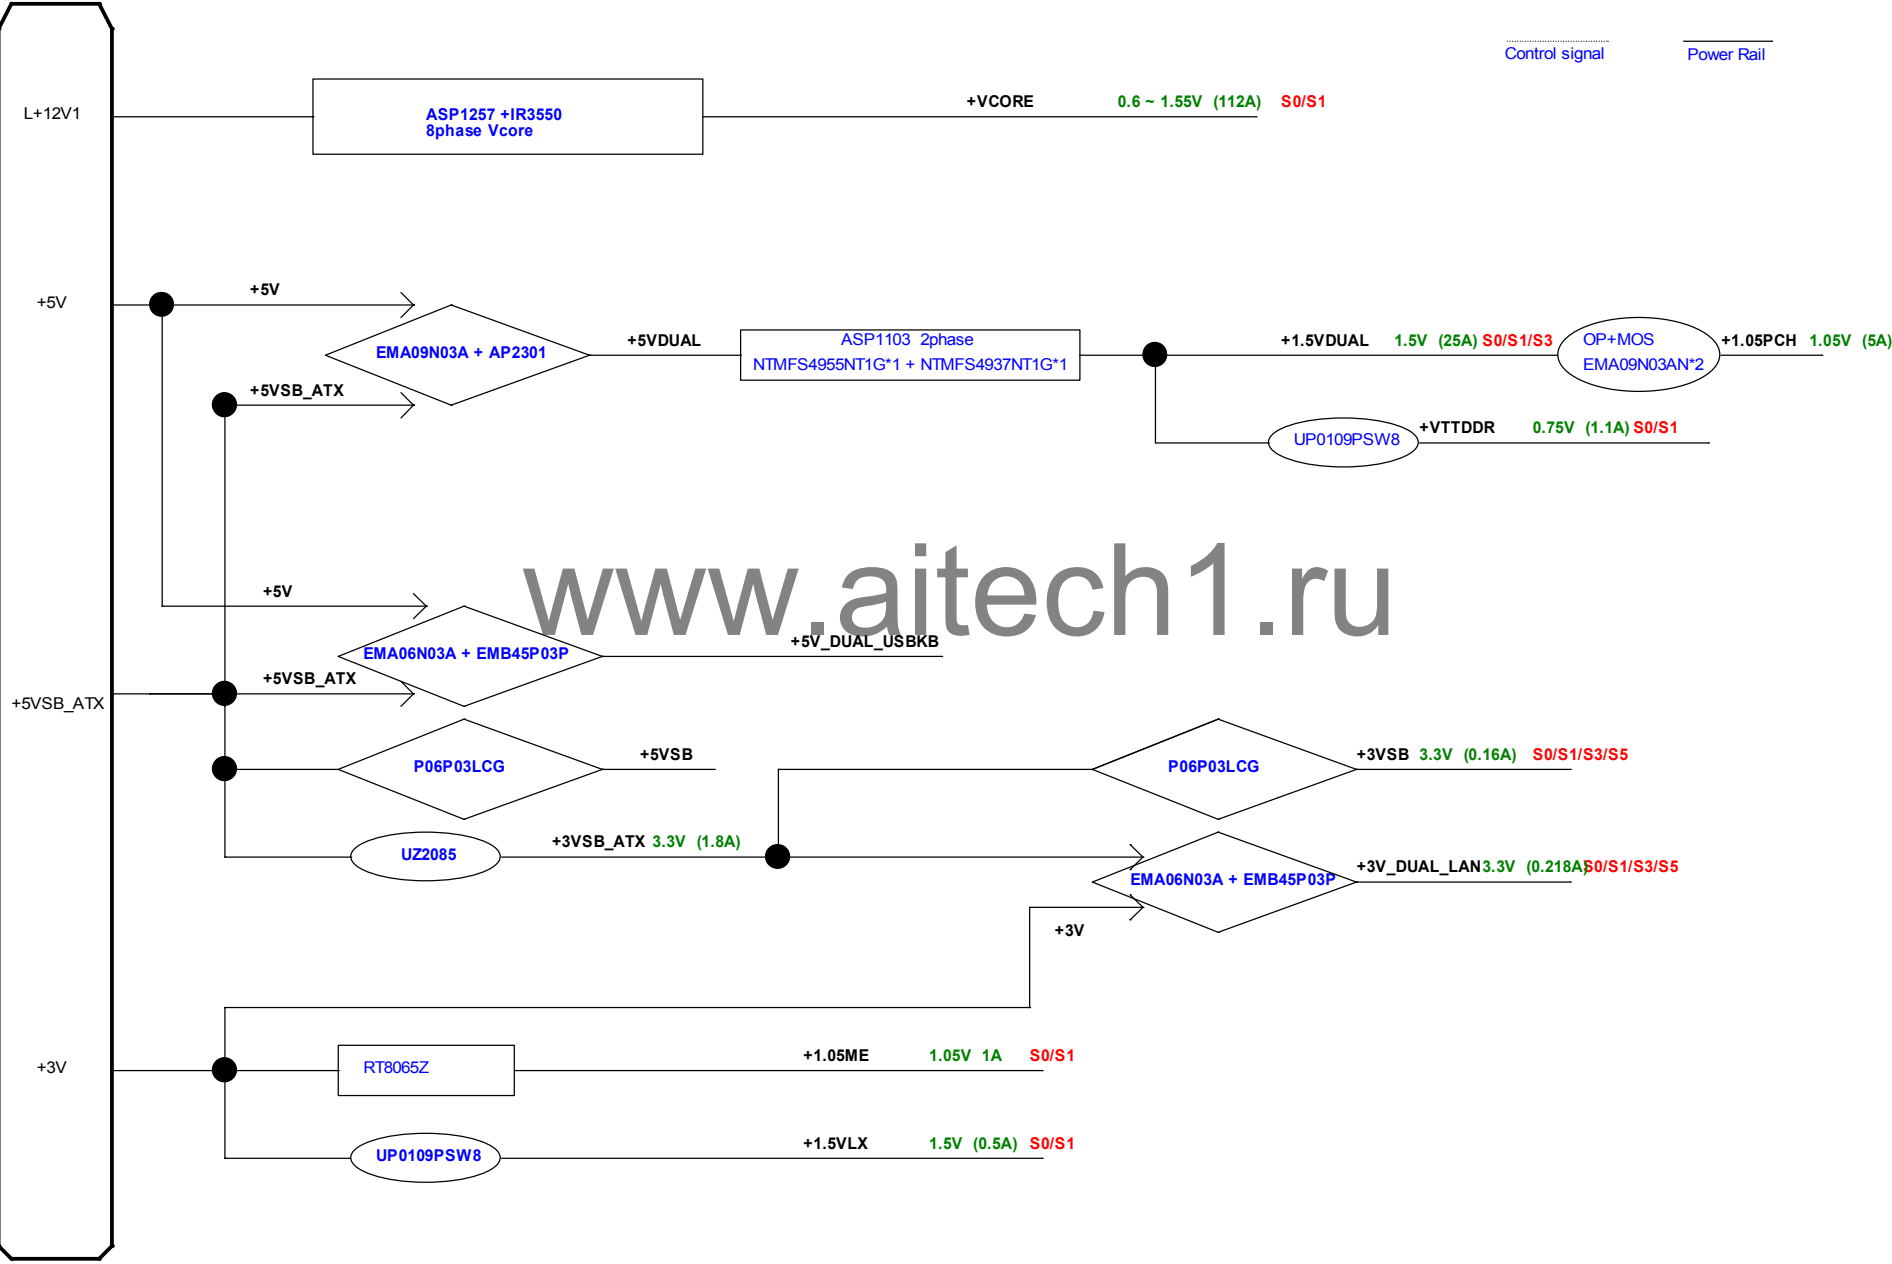 Control signal
Power Rail
L+12V1
ASP1257 +IR3550
8phase Vcore
+VCORE 0.6 ~ 1.55V (112A) S0/S1
+5V
+5V
EMA09N03A + AP2301
+5VSB_ATX
+5VDUAL
ASP1103 2phase
NTMFS4955NT1G*1 + NTMFS4937NT1G*1
+1.5VDUAL 1.5V (25A) S0/S1/S3
OP+MOS
EMA09N03AN*2
+1.05PCH 1.05V (5A)
UP0109PSW8
+VTTDDR 0.75V (1.1A) S0/S1
www.aitech1.ru
+5V
EMA06N03A + EMB45P03P
+5V_DUAL_USBKB
+5VSB_ATX
+5VSB_ATX
P06P03LCG
+5VSB
P06P03LCG
+3VSB 3.3V (0.16A) S0/S1/S3/S5
UZ2085
+3VSB_ATX 3.3V (1.8A)
EMA06N03A + EMB45P03P
+3V_DUAL_LAN 3.3V (0.218A) S0/S1/S3/S5
+3V
+3V
RT8065Z
+1.05ME 1.05V 1A S0/S1
UP0109PSW8
+1.5VLX 1.5V (0.5A) S0/S1